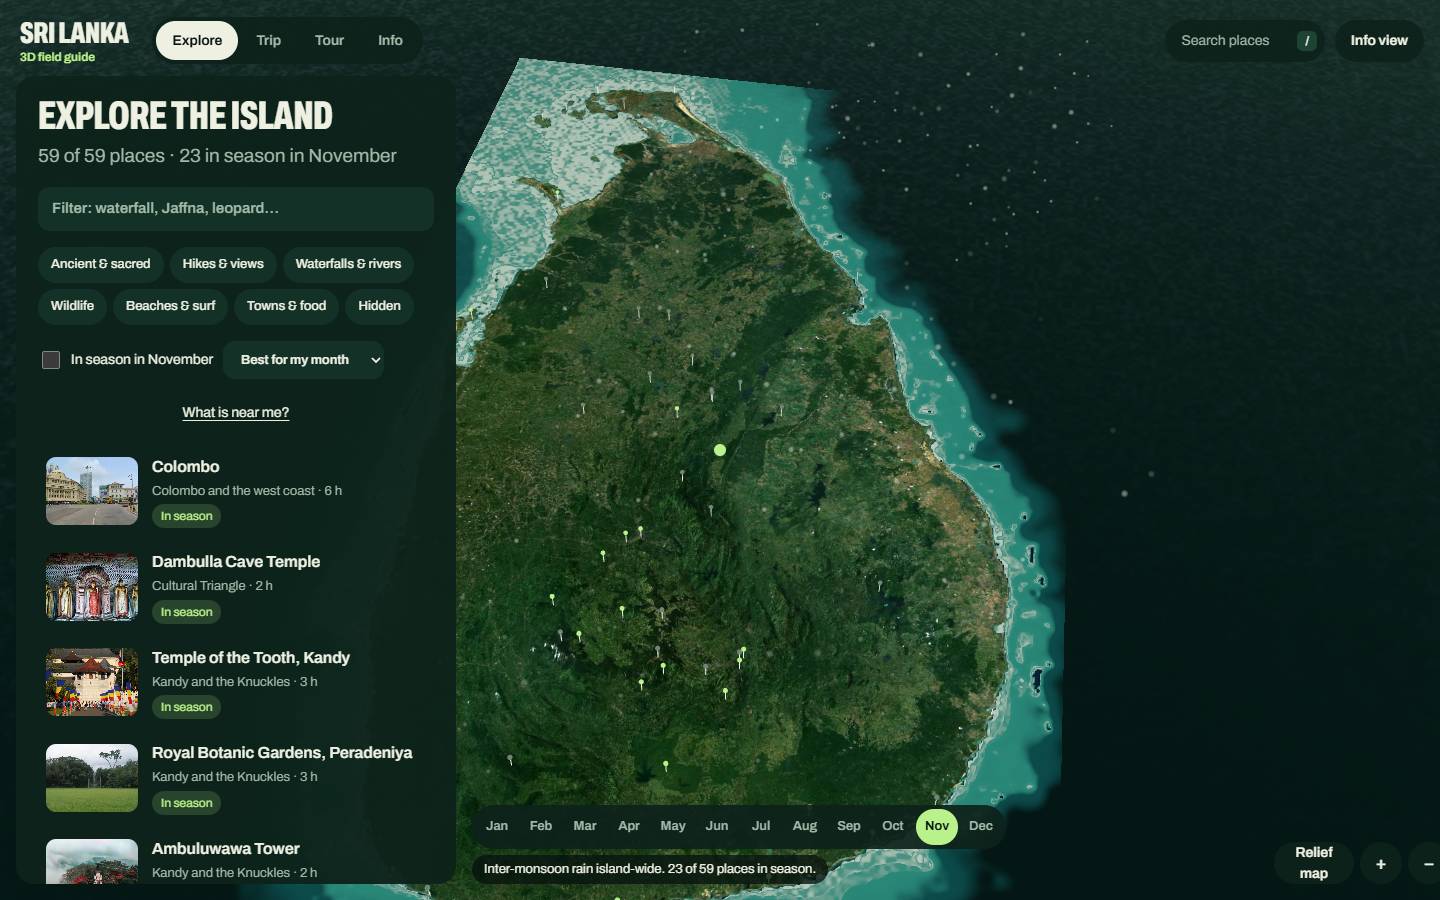 SRI LANKA
3D field guide
Explore
Trip
Tour
Info
Search places
/
Info view
EXPLORE THE ISLAND
59 of 59 places · 23 in season in November
Filter: waterfall, Jaffna, leopard…
Ancient & sacred
Hikes & views
Waterfalls & rivers
Wildlife
Beaches & surf
Towns & food
Hidden
In season in November
Best for my month
What is near me?
Colombo
Colombo and the west coast · 6 h
In season
Dambulla Cave Temple
Cultural Triangle · 2 h
In season
Temple of the Tooth, Kandy
Kandy and the Knuckles · 3 h
In season
Royal Botanic Gardens, Peradeniya
Kandy and the Knuckles · 3 h
In season
Ambuluwawa Tower
Kandy and the Knuckles · 2 h
Jan Feb Mar Apr May Jun Jul Aug Sep Oct Nov Dec
Inter-monsoon rain island-wide. 23 of 59 places in season.
Relief
map
+
−